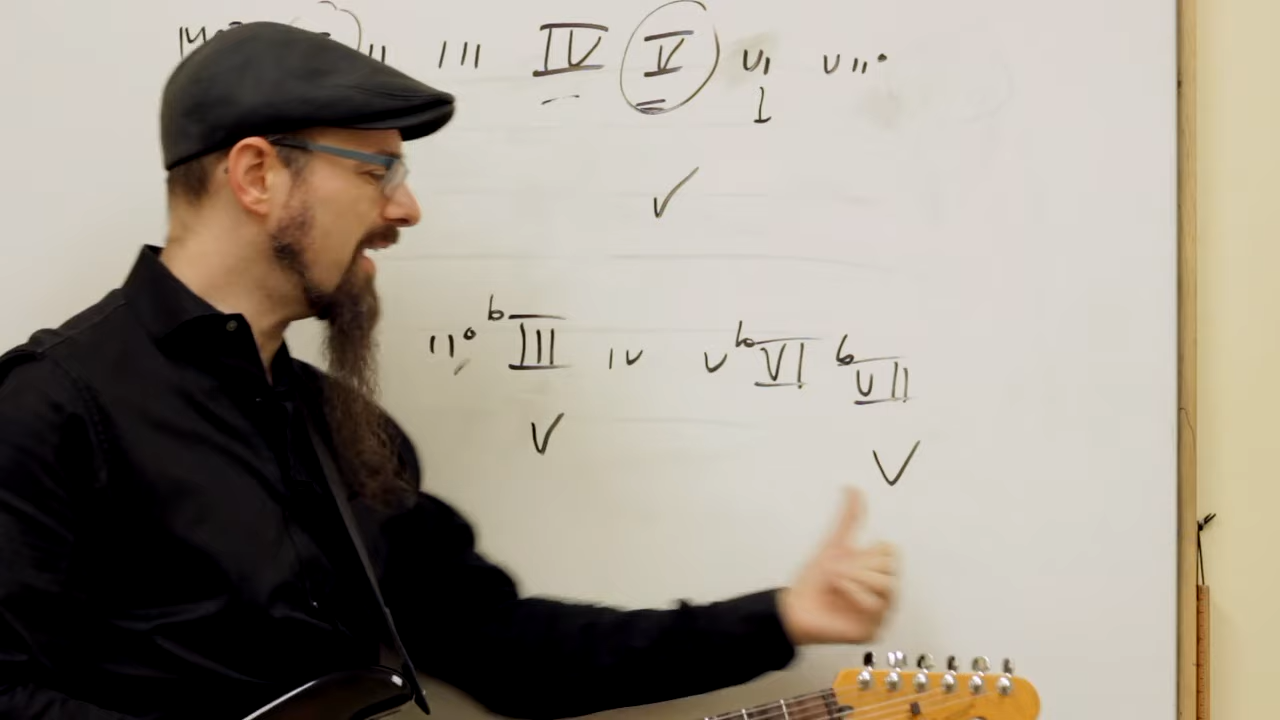 ii iii IV V vi vii°
I
✓
ii° bIII iv v bVI bVII
✓ ✓